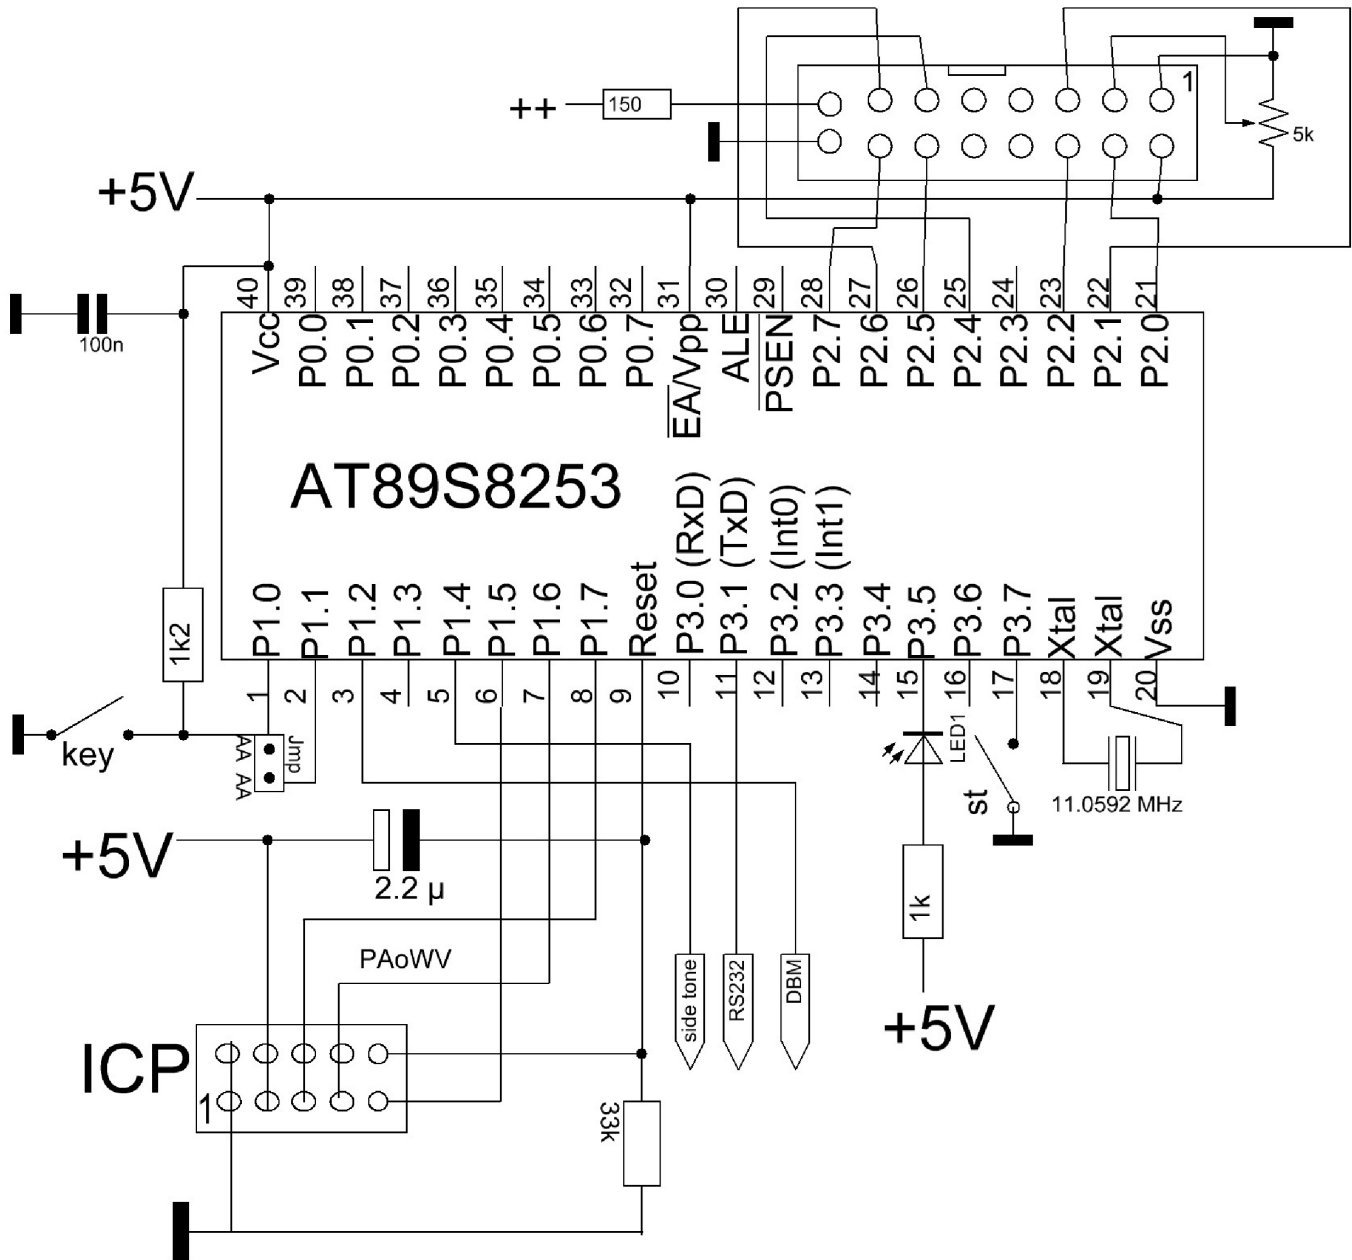 1
++ 150
5k
+5V
40 39 38 37 36 35 34 33 32 31 30 29 28 27 26 25 24 23 22 21
100n
Vcc P0.0 P0.1 P0.2 P0.3 P0.4 P0.5 P0.6 P0.7 EA/Vpp ALE PSEN P2.7 P2.6 P2.5 P2.4 P2.3 P2.2 P2.1 P2.0
AT89S8253
P1.0 P1.1 P1.2 P1.3 P1.4 P1.5 P1.6 P1.7 Reset P3.0 (RxD) P3.1 (TxD) P3.2 (Int0) P3.3 (Int1) P3.4 P3.5 P3.6 P3.7 Xtal Xtal Vss
1k2
1 2 3 4 5 6 7 8 9 10 11 12 13 14 15 16 17 18 19 20
key
AA AA
Jmp
LED1
st
11.0592 MHz
+5V
2.2 µ
1k
PAoWV
side tone
RS232
DBM
+5V
ICP
1
33k